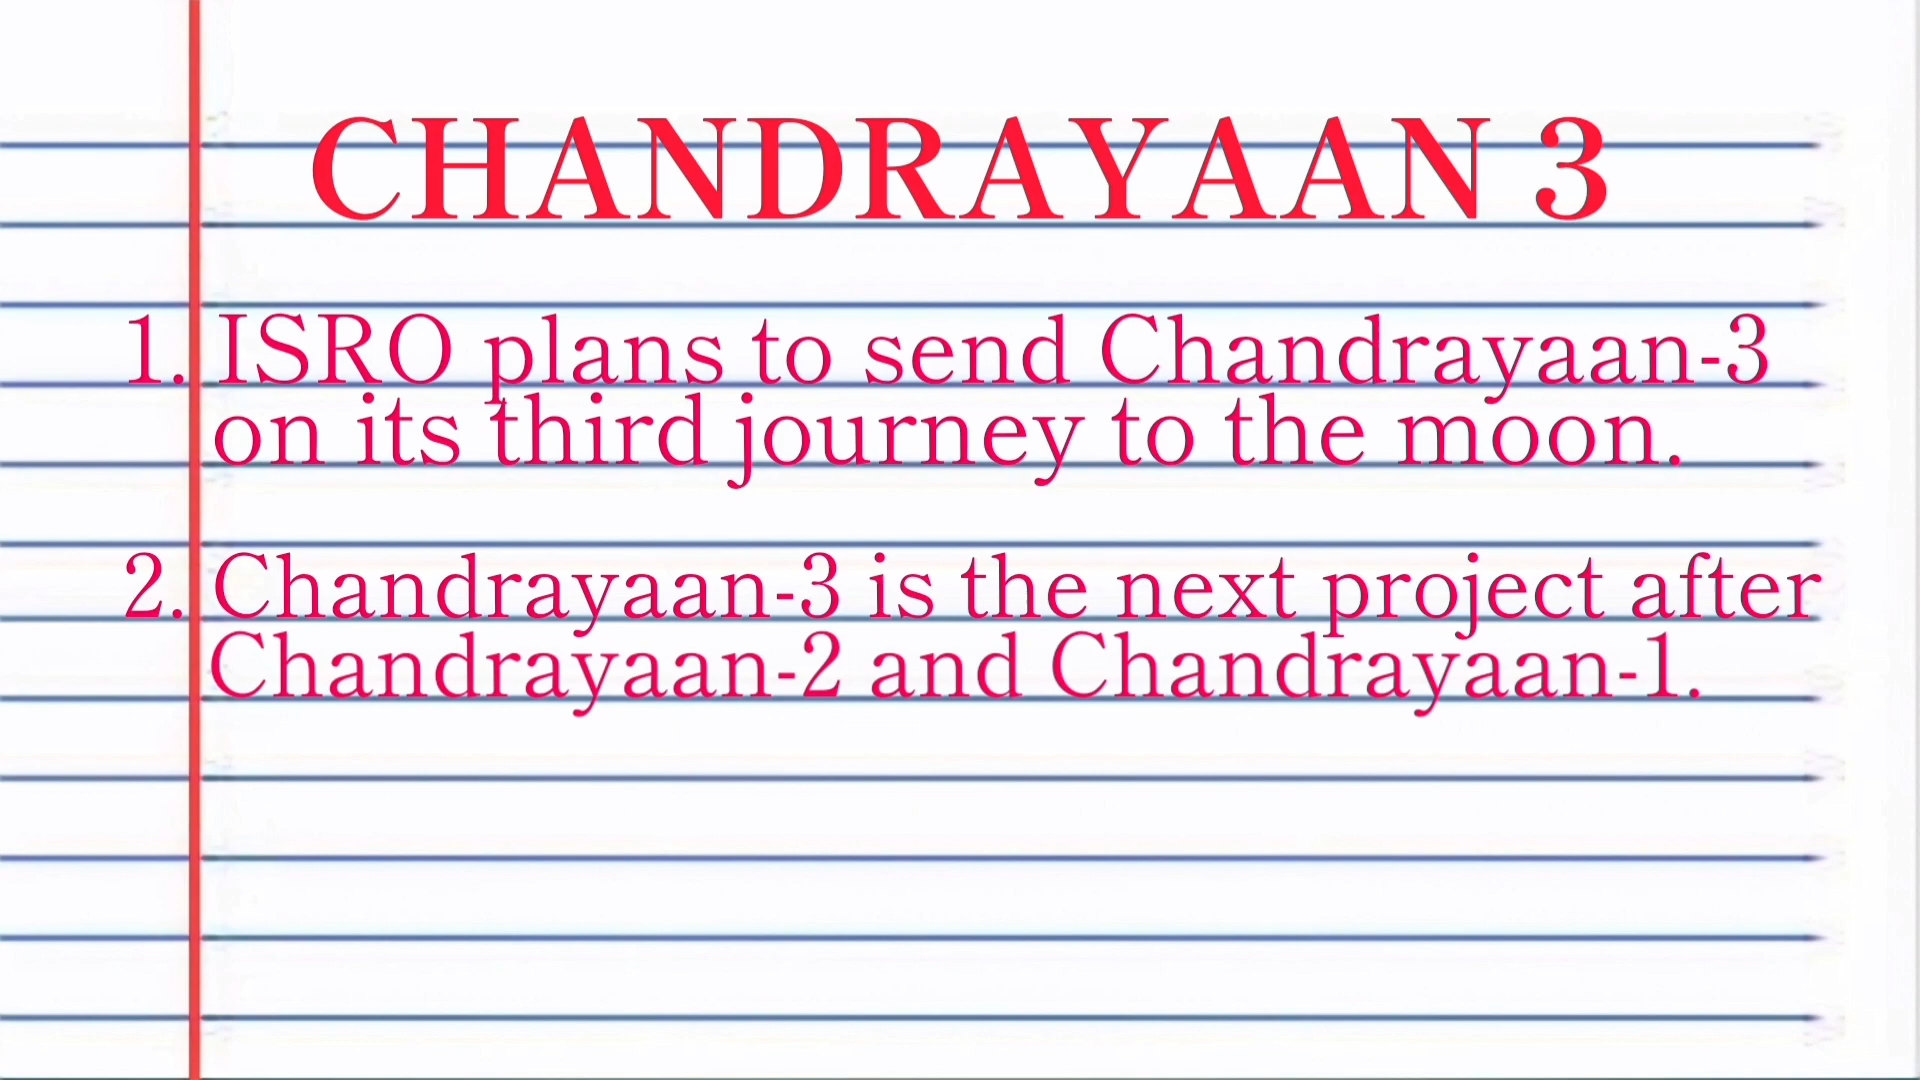 CHANDRAYAAN 3
1. ISRO plans to send Chandrayaan-3
on its third journey to the moon.
2. Chandrayaan-3 is the next project after
Chandrayaan-2 and Chandrayaan-1.